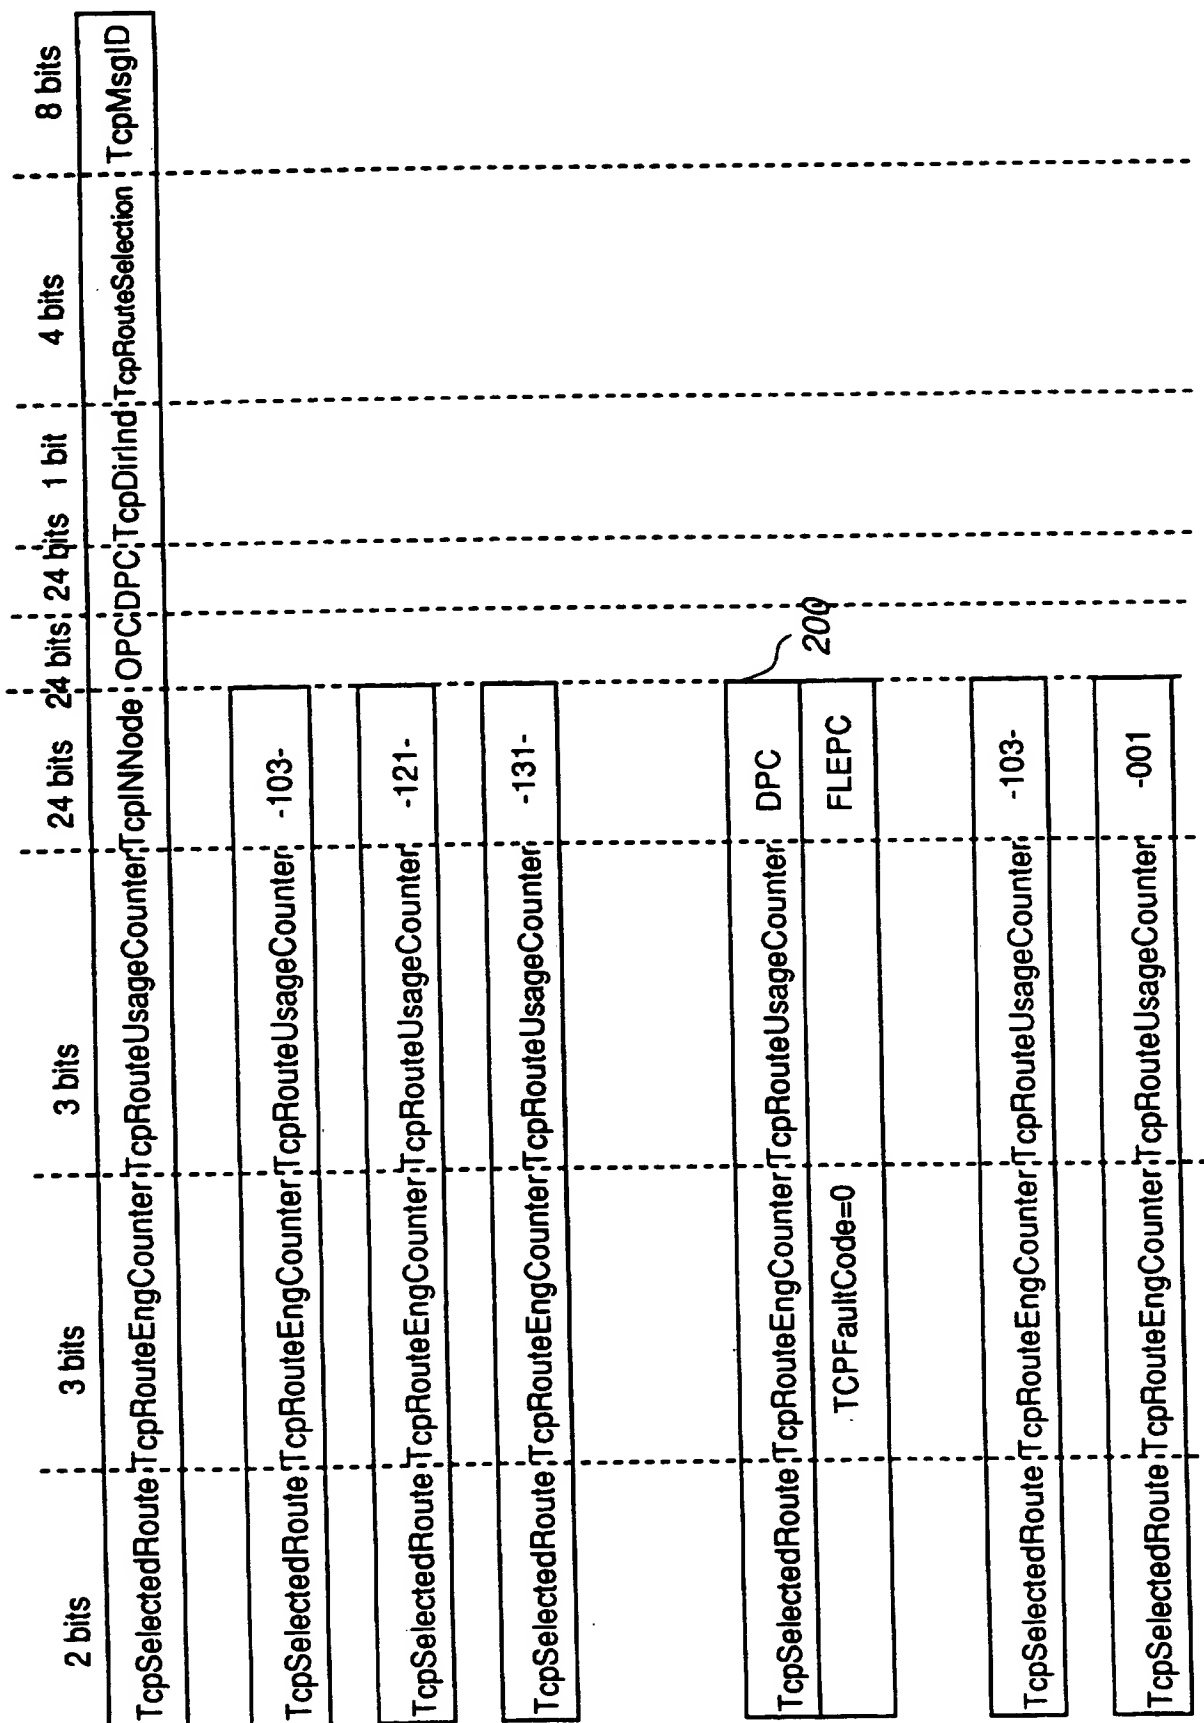 2 bits 3 bits 3 bits 24 bits 24 bits 24 bits 1 bit 4 bits 8 bits
TcpSelectedRoute TcpRouteEngCounter TcpRouteUsageCounter TcpINNode OPC DPC TcpDirInd TcpRouteSelection TcpMsgID
TcpSelectedRoute TcpRouteEngCounter TcpRouteUsageCounter -103-
TcpSelectedRoute TcpRouteEngCounter TcpRouteUsageCounter -121-
TcpSelectedRoute TcpRouteEngCounter TcpRouteUsageCounter -131-
200
TcpSelectedRoute TcpRouteEngCounter TcpRouteUsageCounter DPC
TCPFaultCode=0 FLEPC
TcpSelectedRoute TcpRouteEngCounter TcpRouteUsageCounter -103-
TcpSelectedRoute TcpRouteEngCounter TcpRouteUsageCounter -001